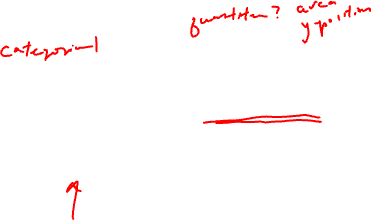 quantitative? area
y position
categorical